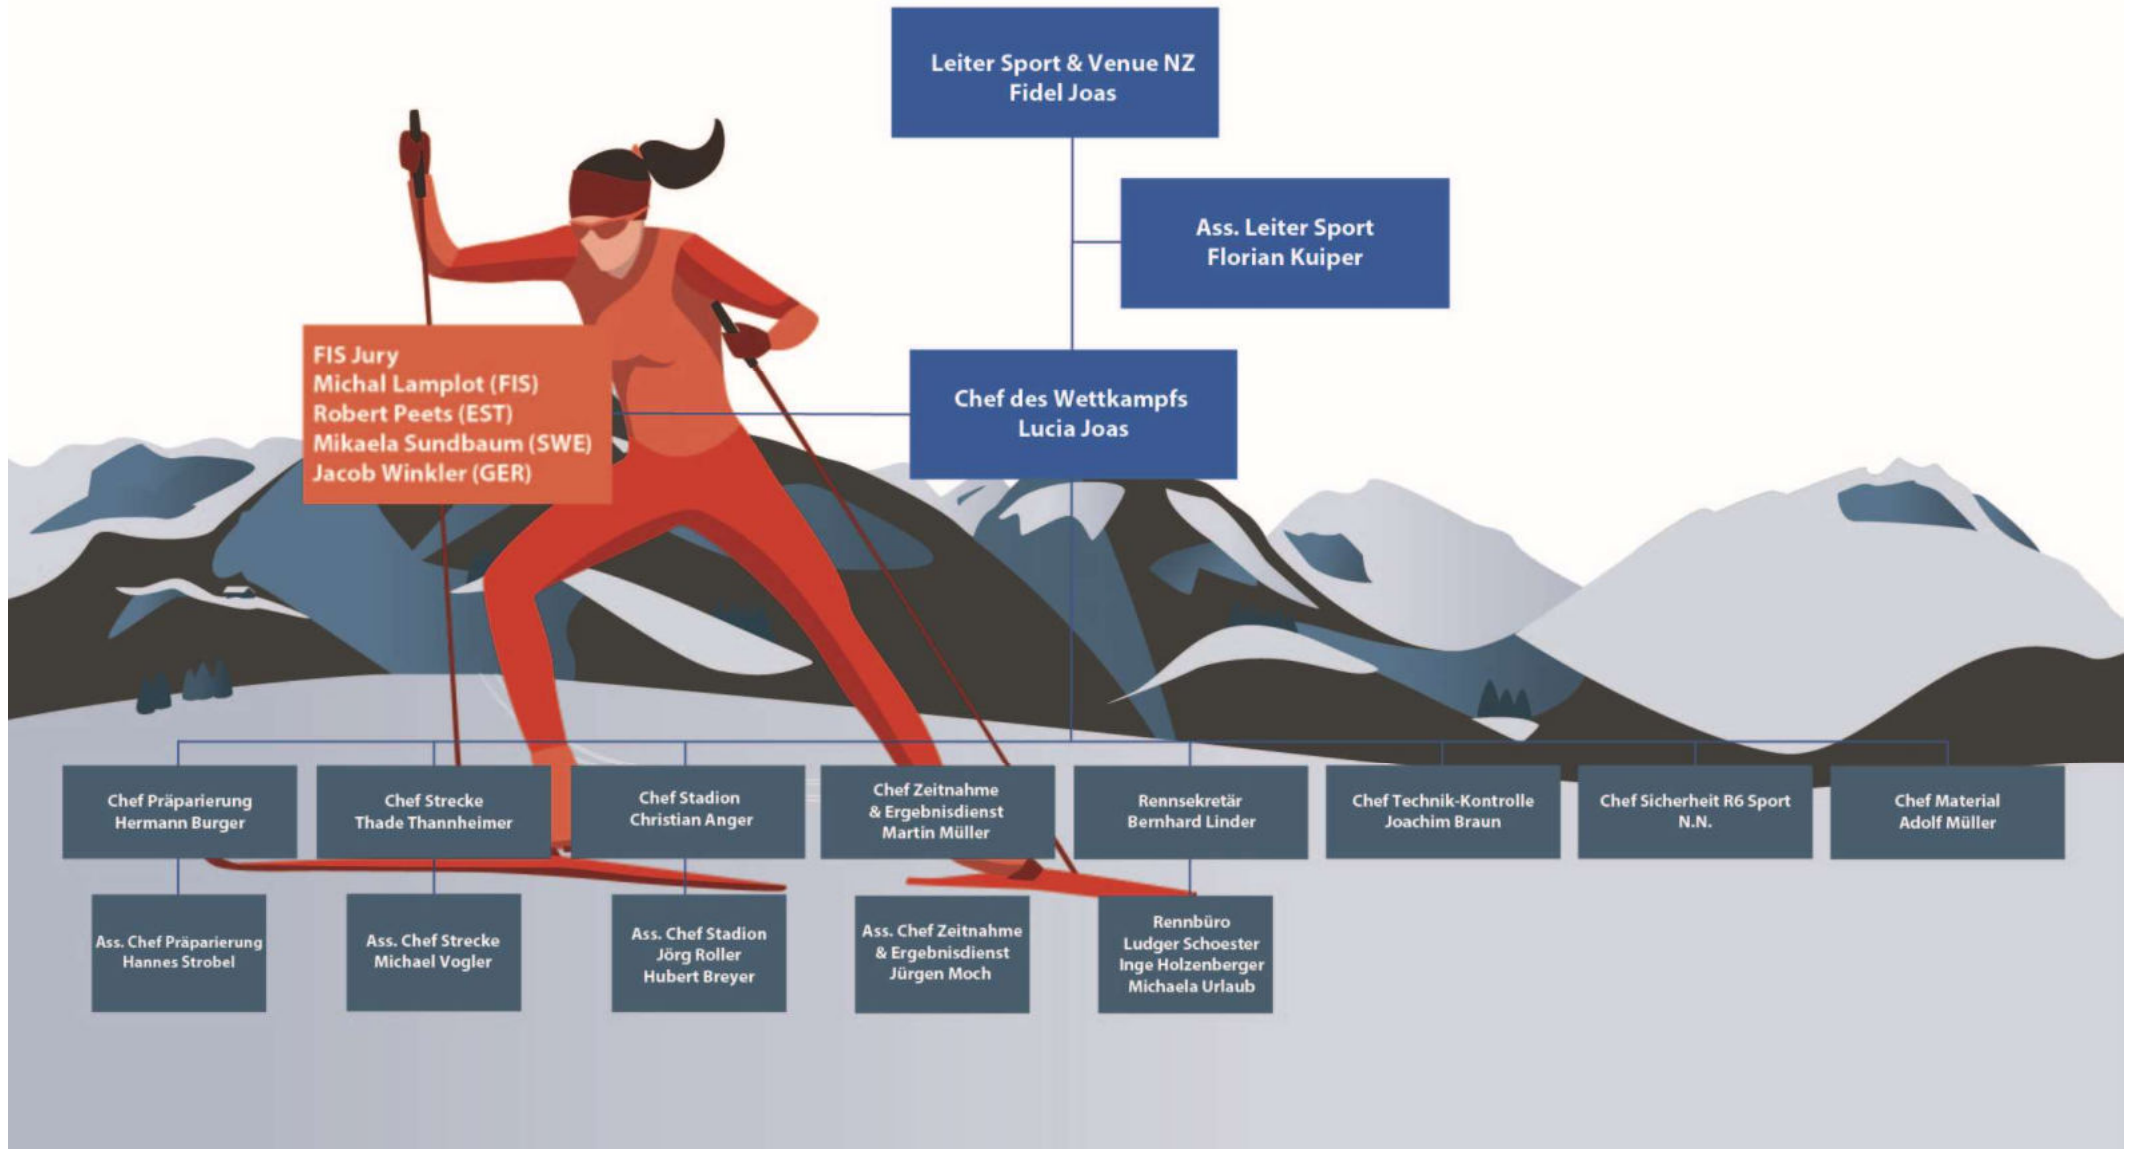 Leiter Sport & Venue NZ
Fidel Joas
Ass. Leiter Sport
Florian Kuiper
FIS Jury
Michal Lamplot (FIS)
Robert Peets (EST)
Mikaela Sundbaum (SWE)
Jacob Winkler (GER)
Chef des Wettkampfs
Lucia Joas
Chef Präparierung
Hermann Burger
Chef Strecke
Thade Thannheimer
Chef Stadion
Christian Anger
Chef Zeitnahme
& Ergebnisdienst
Martin Müller
Rennsekretär
Bernhard Linder
Chef Technik-Kontrolle
Joachim Braun
Chef Sicherheit R6 Sport
N.N.
Chef Material
Adolf Müller
Ass. Chef Präparierung
Hannes Strobel
Ass. Chef Strecke
Michael Vogler
Ass. Chef Stadion
Jörg Roller
Hubert Breyer
Ass. Chef Zeitnahme
& Ergebnisdienst
Jürgen Moch
Rennbüro
Ludger Schoester
Inge Holzenberger
Michaela Urlaub